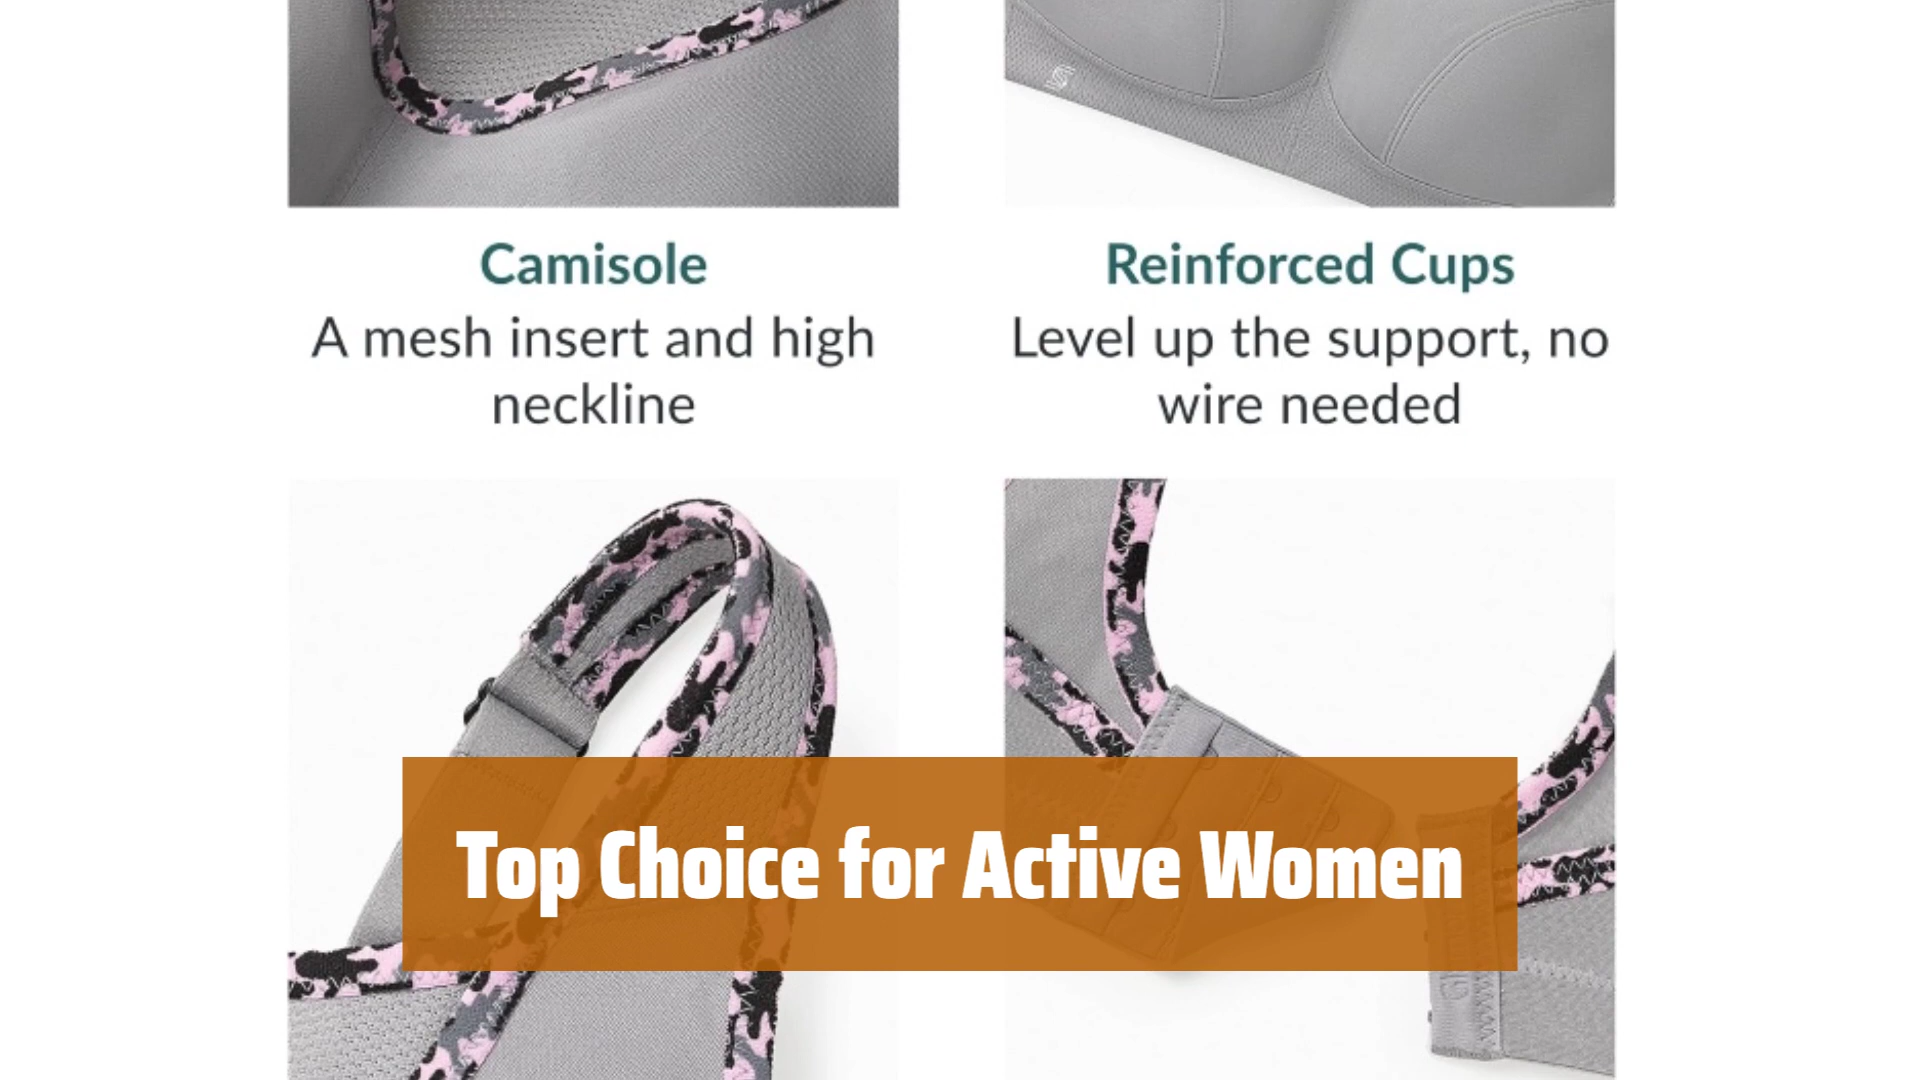 Camisole
A mesh insert and high
neckline
Reinforced Cups
Level up the support, no
wire needed
Top Choice for Active Women